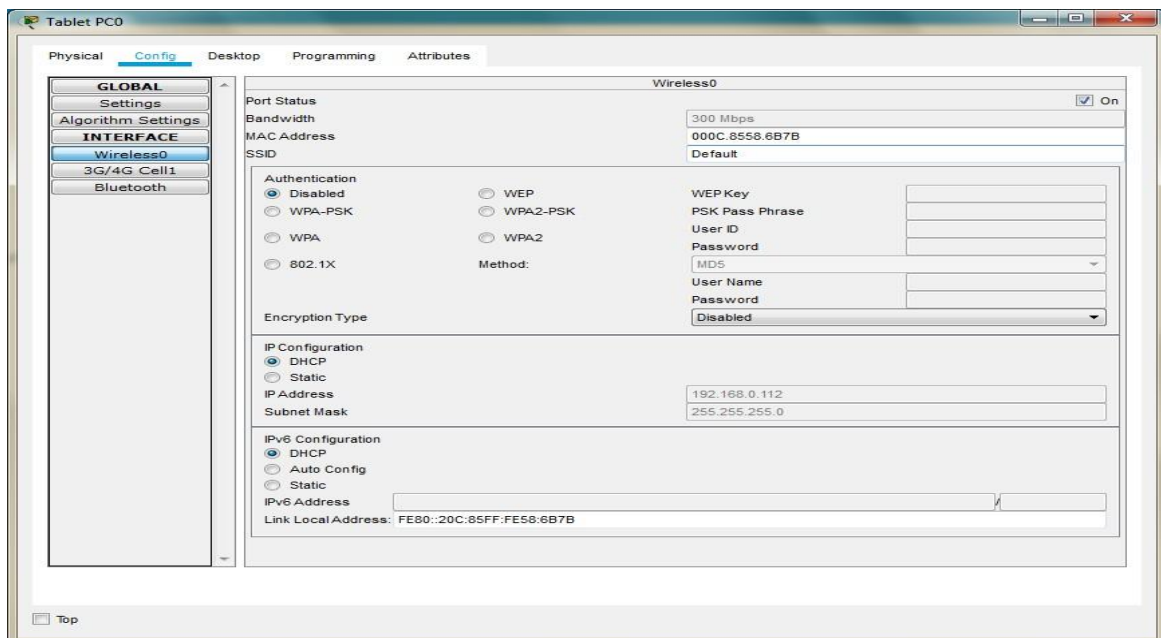 Tablet PC0
Physical Config Desktop Programming Attributes
GLOBAL
Settings
Algorithm Settings
INTERFACE
Wireless0
3G/4G Cell1
Bluetooth
Wireless0
Port Status On
Bandwidth 300 Mbps
MAC Address 000C.8558.6B7B
SSID Default
Authentication
Disabled WEP WEP Key
WPA-PSK WPA2-PSK PSK Pass Phrase
User ID
WPA WPA2
Password
802.1X Method: MD5
User Name
Password
Encryption Type Disabled
IP Configuration
DHCP
Static
IP Address 192.168.0.112
Subnet Mask 255.255.255.0
IPv6 Configuration
DHCP
Auto Config
Static
IPv6 Address /
Link Local Address: FE80::20C:85FF:FE58:6B7B
Top